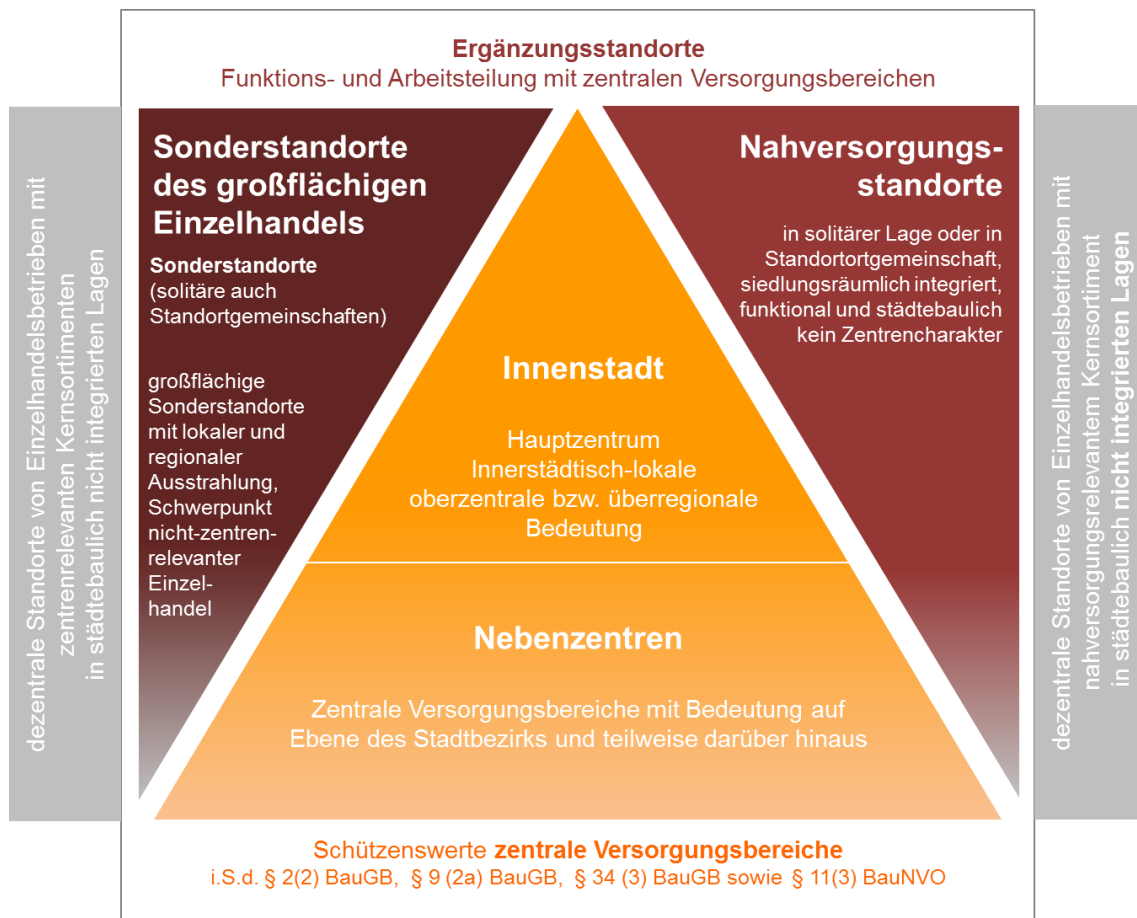 Ergänzungsstandorte
Funktions- und Arbeitsteilung mit zentralen Versorgungsbereichen
dezentrale Standorte von Einzelhandelsbetrieben mit
zentrenrelevanten Kernsortimenten
in städtebaulich nicht integrierten Lagen
Sonderstandorte
des großflächigen
Einzelhandels
Sonderstandorte
(solitäre auch
Standortgemeinschaften)
großflächige
Sonderstandorte
mit lokaler und
regionaler
Ausstrahlung,
Schwerpunkt
nicht-zentren-
relevanter
Einzel-
handel
Innenstadt
Hauptzentrum
Innerstädtisch-lokale
oberzentrale bzw. überregionale
Bedeutung
Nebenzentren
Zentrale Versorgungsbereiche mit Bedeutung auf
Ebene des Stadtbezirks und teilweise darüber hinaus
Nahversorgungs-
standorte
in solitärer Lage oder in
Standortortgemeinschaft,
siedlungsräumlich integriert,
funktional und städtebaulich
kein Zentrencharakter
dezentrale Standorte von Einzelhandelsbetrieben mit
nahversorgungsrelevantem Kernsortiment
in städtebaulich nicht integrierten Lagen
Schützenswerte zentrale Versorgungsbereiche
i.S.d. § 2(2) BauGB, § 9 (2a) BauGB, § 34 (3) BauGB sowie § 11(3) BauNVO